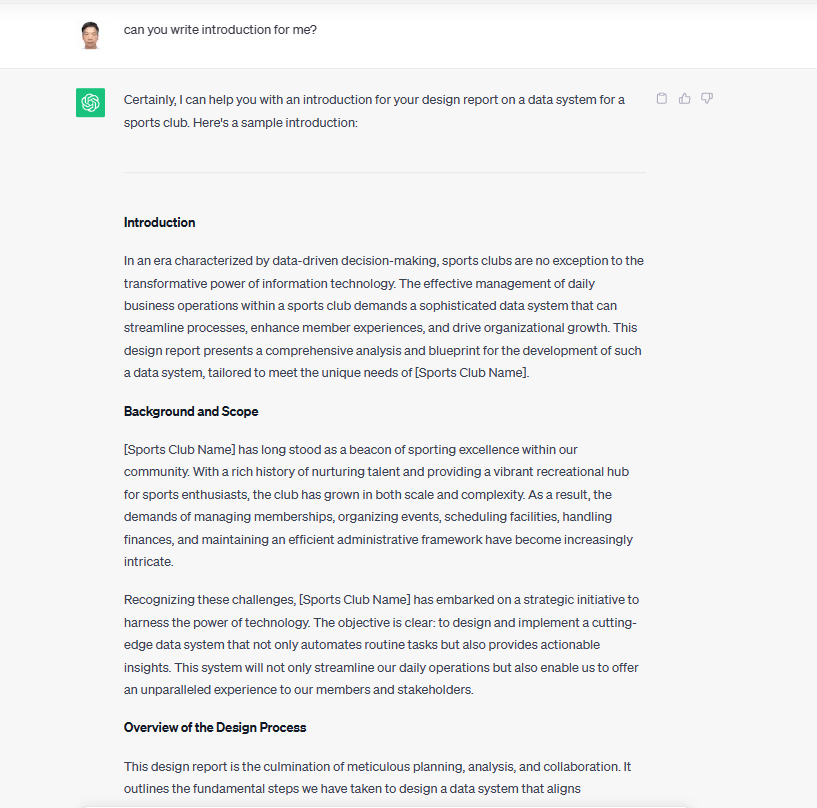 can you write introduction for me?
Certainly, I can help you with an introduction for your design report on a data system for a
sports club. Here's a sample introduction:
Introduction
In an era characterized by data-driven decision-making, sports clubs are no exception to the
transformative power of information technology. The effective management of daily
business operations within a sports club demands a sophisticated data system that can
streamline processes, enhance member experiences, and drive organizational growth. This
design report presents a comprehensive analysis and blueprint for the development of such
a data system, tailored to meet the unique needs of [Sports Club Name].
Background and Scope
[Sports Club Name] has long stood as a beacon of sporting excellence within our
community. With a rich history of nurturing talent and providing a vibrant recreational hub
for sports enthusiasts, the club has grown in both scale and complexity. As a result, the
demands of managing memberships, organizing events, scheduling facilities, handling
finances, and maintaining an efficient administrative framework have become increasingly
intricate.
Recognizing these challenges, [Sports Club Name] has embarked on a strategic initiative to
harness the power of technology. The objective is clear: to design and implement a cutting-
edge data system that not only automates routine tasks but also provides actionable
insights. This system will not only streamline our daily operations but also enable us to offer
an unparalleled experience to our members and stakeholders.
Overview of the Design Process
This design report is the culmination of meticulous planning, analysis, and collaboration. It
outlines the fundamental steps we have taken to design a data system that aligns